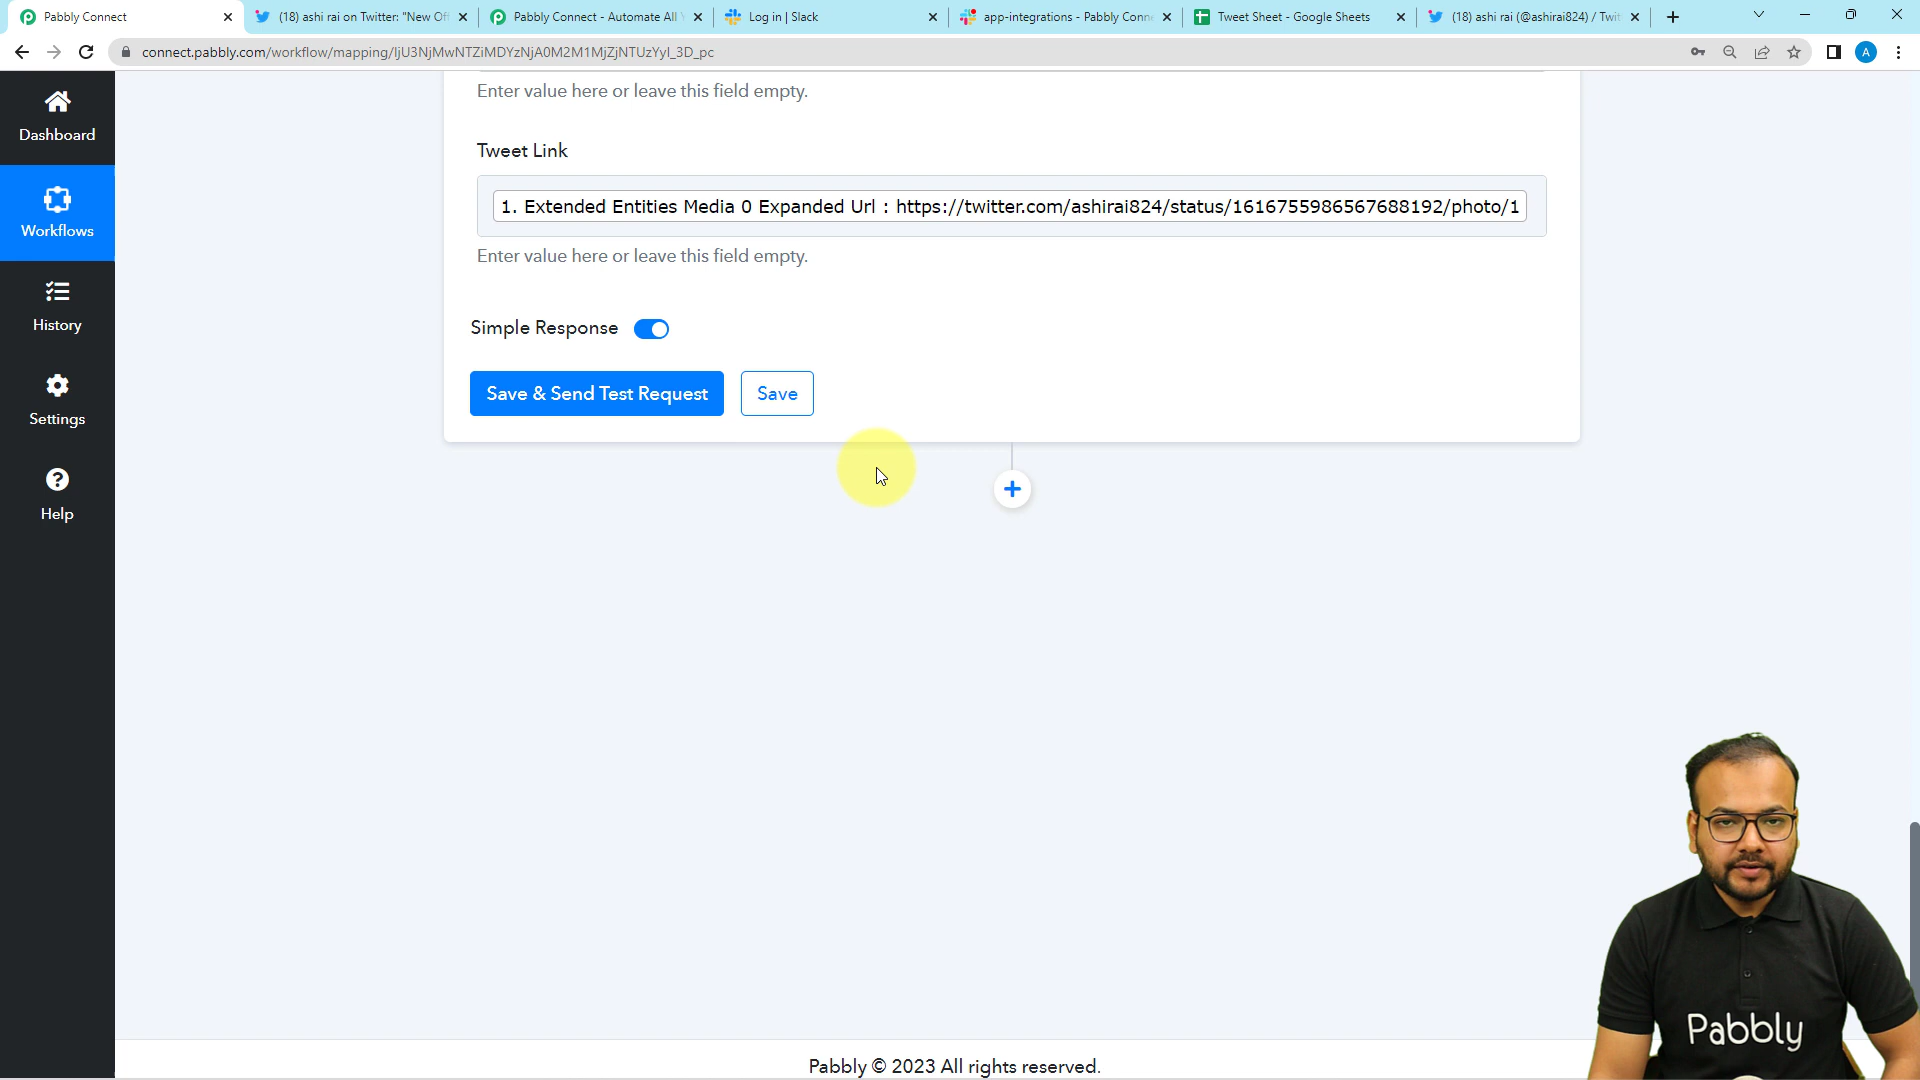 Pabbly Connect
(18) ashi rai on Twitter: "New Of
Pabbly Connect - Automate All
Log in | Slack
app-integrations - Pabbly Conn
Tweet Sheet - Google Sheets
(18) ashi rai (@ashirai824) / Twi
connect.pabbly.com/workflow/mapping/IjU3NjMwNTZiMDYzNjA0M2M1MjZjNTUzYyI_3D_pc
A
Dashboard
Workflows
History
Settings
Help
Enter value here or leave this field empty.
Tweet Link
1. Extended Entities Media 0 Expanded Url : https://twitter.com/ashirai824/status/1616755986567688192/photo/1
Enter value here or leave this field empty.
Simple Response
Save & Send Test Request
Save
Pabbly
Pabbly © 2023 All rights reserved.